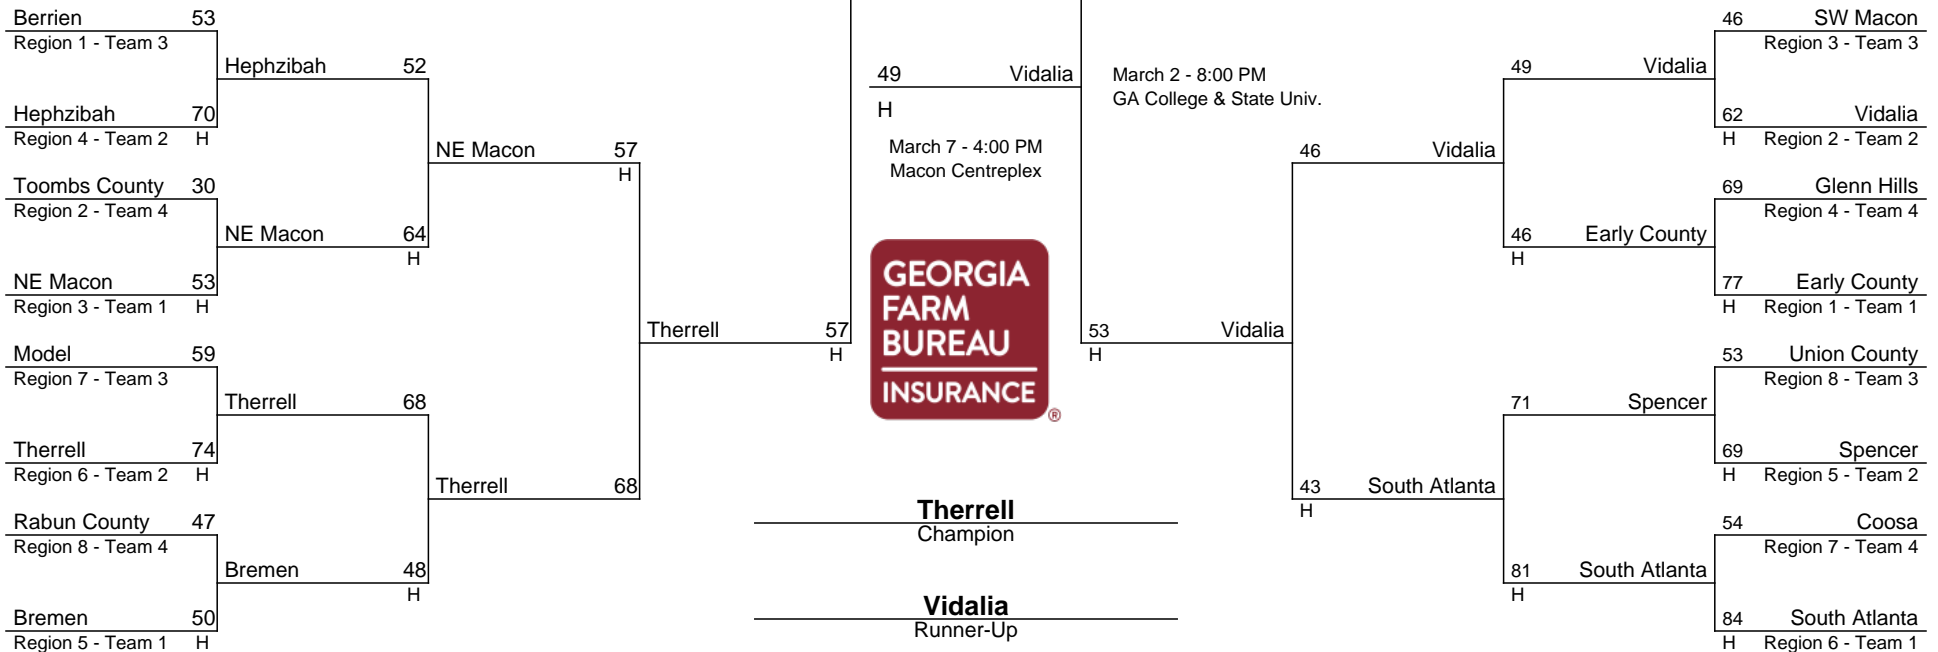 Berrien 53
Region 1 - Team 3
Hephzibah 52
Hephzibah 70
Region 4 - Team 2 H
NE Macon 57
H
Toombs County 30
Region 2 - Team 4
NE Macon 64
H
NE Macon 53
Region 3 - Team 1 H
Therrell 57
H
Model 59
Region 7 - Team 3
Therrell 68
Therrell 74
Region 6 - Team 2 H
Therrell 68
Rabun County 47
Region 8 - Team 4
Bremen 48
H
Bremen 50
Region 5 - Team 1 H
49 Vidalia
H
March 7 - 4:00 PM
Macon Centreplex
March 2 - 8:00 PM
GA College & State Univ.
GEORGIA
FARM
BUREAU
INSURANCE
®
Therrell
Champion
Vidalia
Runner-Up
53 Vidalia
H
46 Vidalia
43 South Atlanta
H
49 Vidalia
46 Early County
H
71 Spencer
81 South Atlanta
H
46 SW Macon
Region 3 - Team 3
62 Vidalia
H Region 2 - Team 2
69 Glenn Hills
Region 4 - Team 4
77 Early County
H Region 1 - Team 1
53 Union County
Region 8 - Team 3
69 Spencer
H Region 5 - Team 2
54 Coosa
Region 7 - Team 4
84 South Atlanta
H Region 6 - Team 1